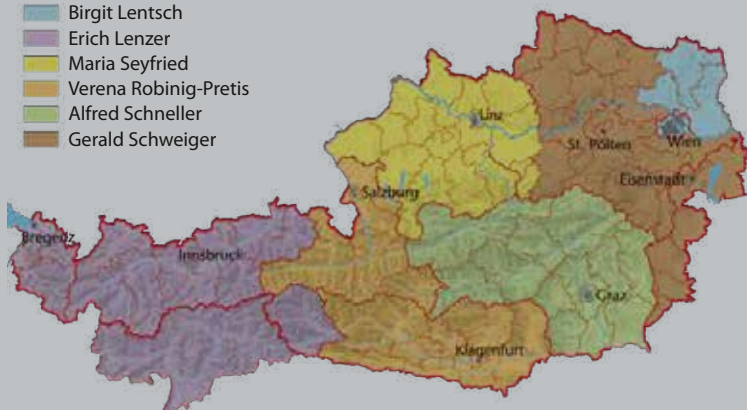 Birgit Lentsch
Erich Lenzer
Maria Seyfried
Verena Robinig-Pretis
Alfred Schneller
Gerald Schweiger
Linz
St. Pölten
Wien
Eisenstadt
Salzburg
Bregenz
Innsbruck
Graz
Klagenfurt